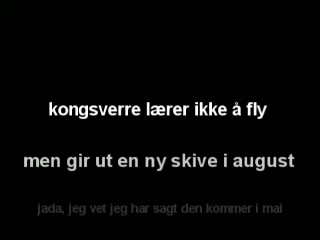 kongsverre lærer ikke å fly
men gir ut en ny skive i august
jada, jeg vet jeg har sagt den kommer i mai